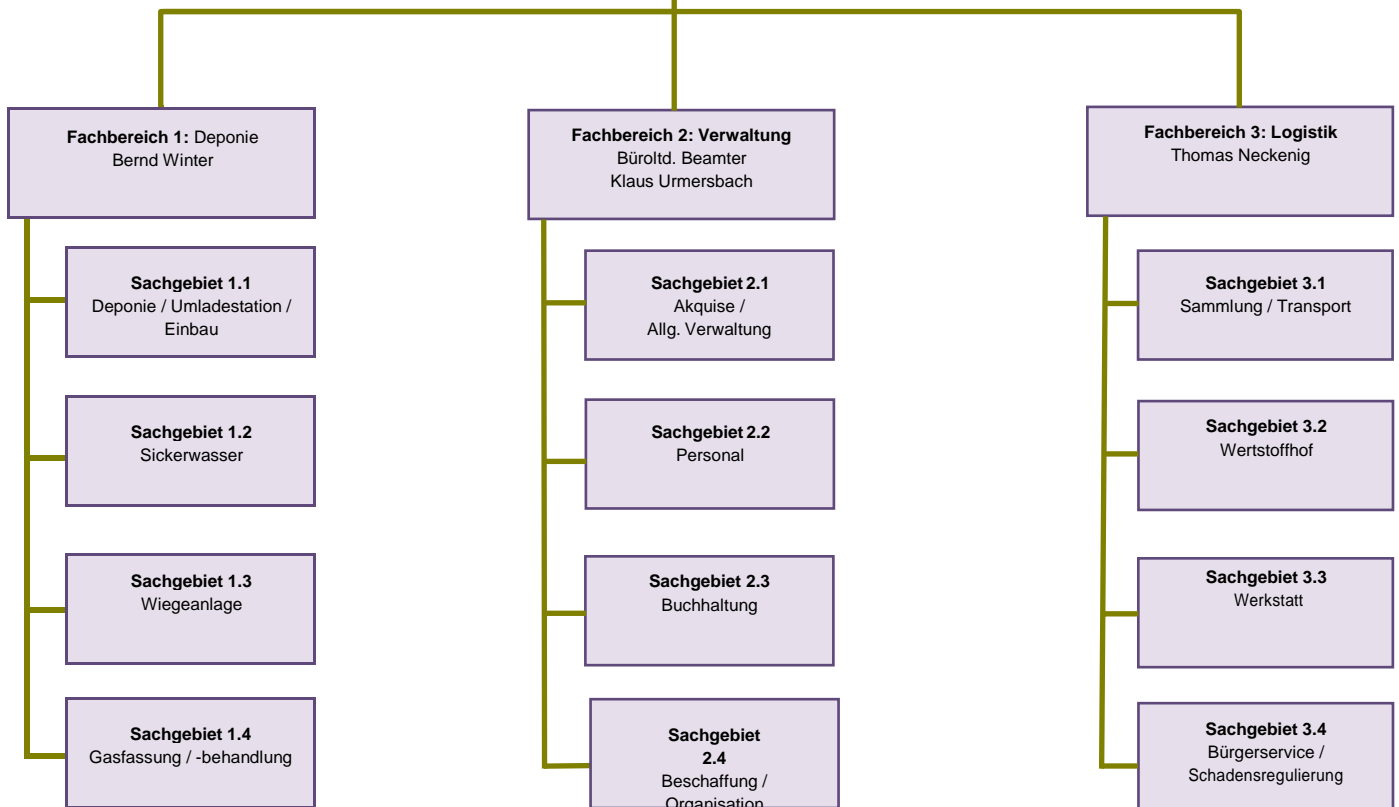 Fachbereich 1: Deponie
Bernd Winter
Sachgebiet 1.1
Deponie / Umladestation /
Einbau
Sachgebiet 1.2
Sickerwasser
Sachgebiet 1.3
Wiegeanlage
Sachgebiet 1.4
Gasfassung / -behandlung
Fachbereich 2: Verwaltung
Büroltd. Beamter
Klaus Urmersbach
Sachgebiet 2.1
Akquise /
Allg. Verwaltung
Sachgebiet 2.2
Personal
Sachgebiet 2.3
Buchhaltung
Sachgebiet
2.4
Beschaffung /
Organisation
Fachbereich 3: Logistik
Thomas Neckenig
Sachgebiet 3.1
Sammlung / Transport
Sachgebiet 3.2
Wertstoffhof
Sachgebiet 3.3
Werkstatt
Sachgebiet 3.4
Bürgerservice /
Schadensregulierung